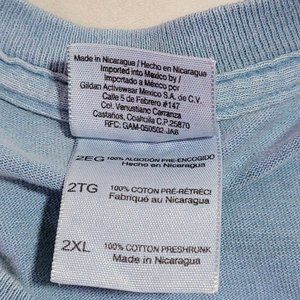 Made in Nicaragua / Hecho en Nicaragua
Imported into Mexico by /
Importado a México por
Gildan Activewear Mexico S.A. de C.V.
Calle 5 de Febrero #147
Col. Venustiano Carranza
Castaños, Coahuila C.P. 25870
RFC: GAM-050502-JA8
2EG 100% ALGODÓN PRE-ENCOGIDO
Hecho en Nicaragua
2TG 100% COTTON PRÉ-RÉTRÉCI
Fabriqué au Nicaragua
2XL 100% COTTON PRESHRUNK
Made in Nicaragua